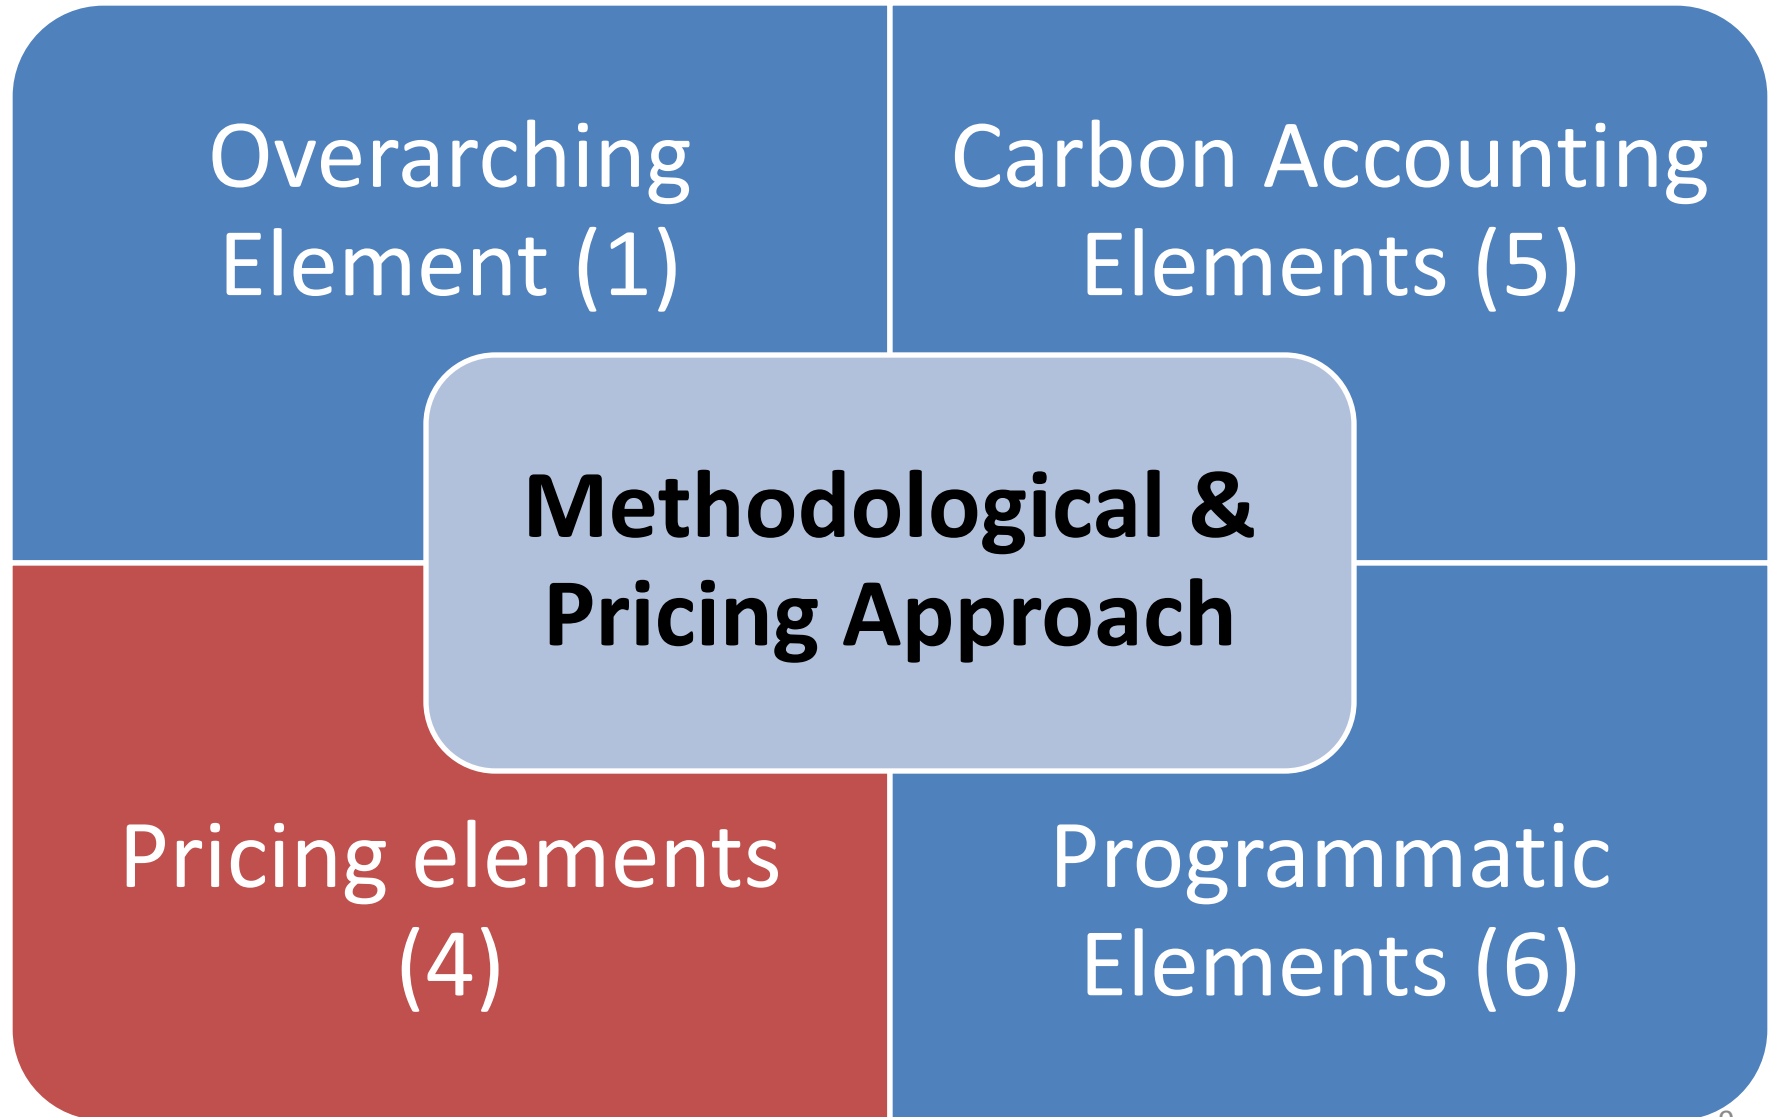 Overarching
Element (1)
Carbon Accounting
Elements (5)
Methodological &
Pricing Approach
Pricing elements
(4)
Programmatic
Elements (6)